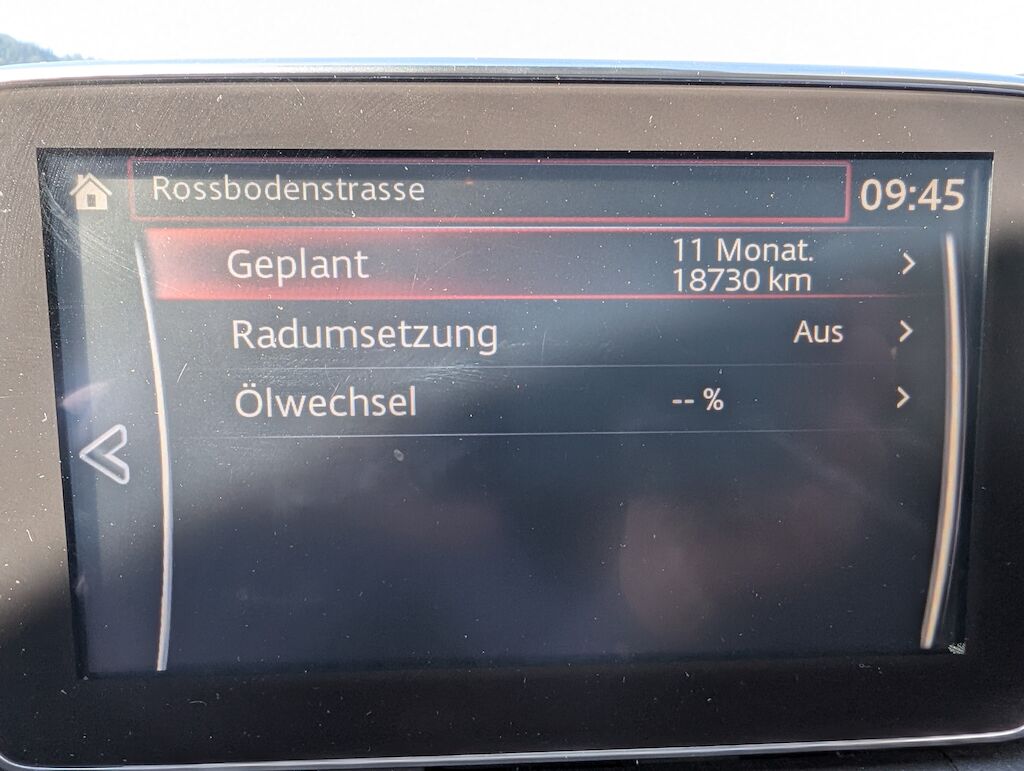 Rossbodenstrasse
09:45
Geplant
11 Monat.
18730 km
Radumsetzung Aus
Ölwechsel -- %